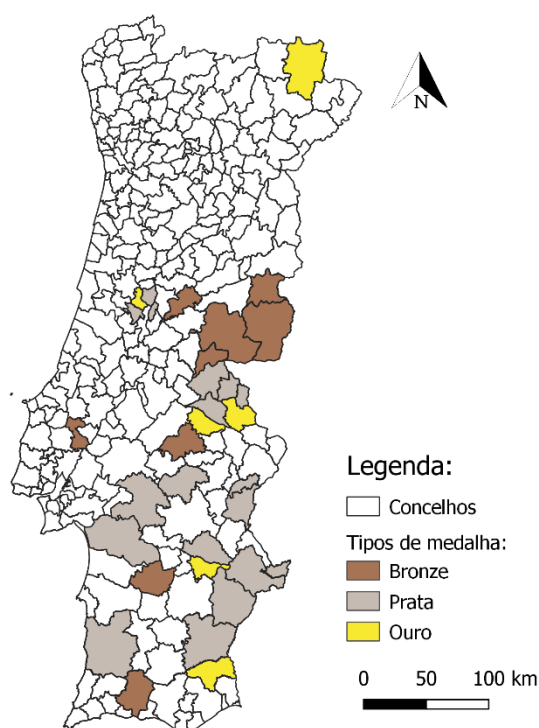 N
Legenda:
Concelhos
Tipos de medalha:
Bronze
Prata
Ouro
0 50 100 km